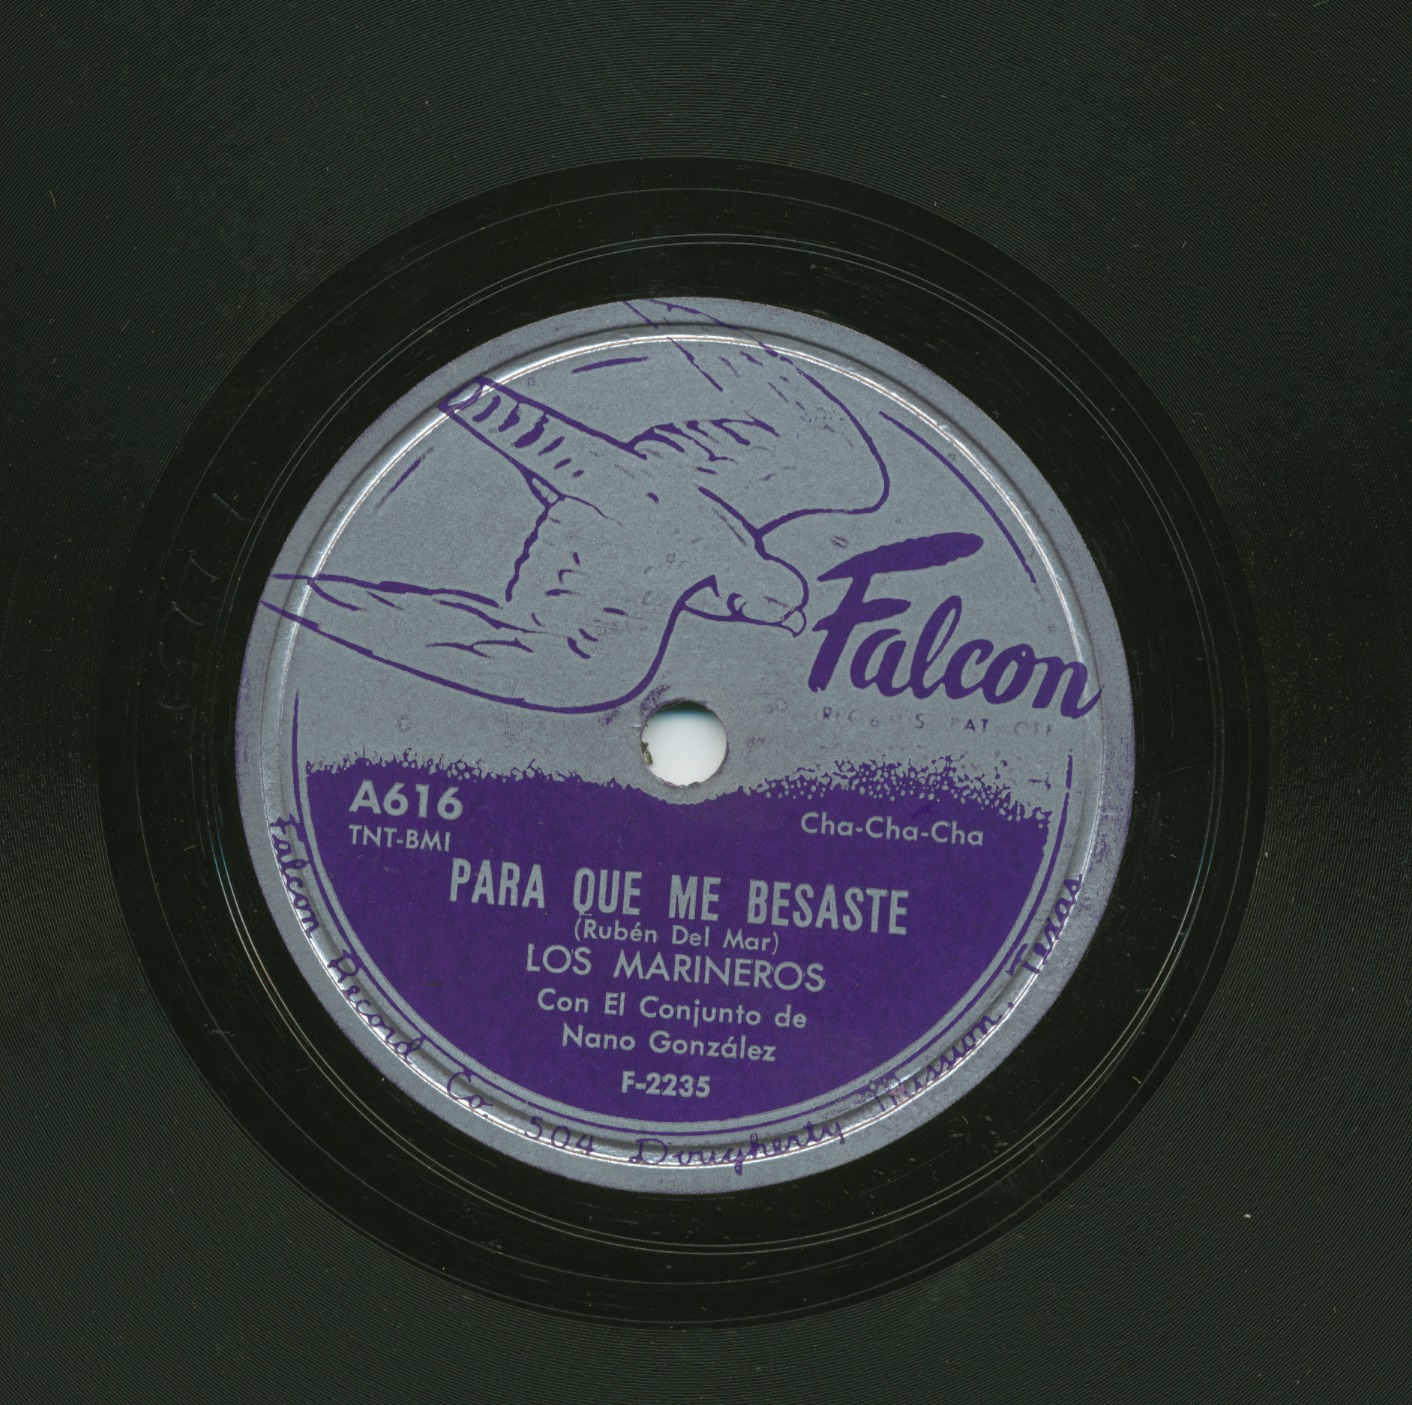 Falcon
A616
TNT-BMI
Cha-Cha-Cha
PARA QUE ME BESASTE
(Rubén Del Mar)
LOS MARINEROS
Con El Conjunto de
Nano González
F-2235
Falcon Record Co. 504 Dougherty Mission, Texas